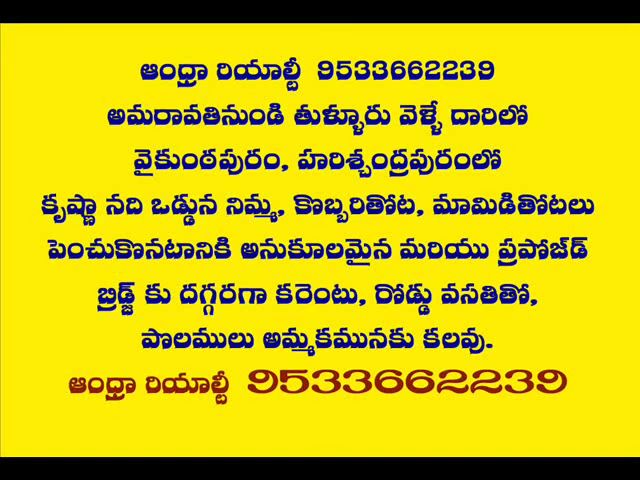 ఆంధ్రా రియాల్టీ 9533662239
అమరావతినుండి తుళ్ళూరు వెళ్ళే దారిలో
వైకుంఠపురం, హరిశ్చంద్రపురంలో
కృష్ణా నది ఒడ్డున నిమ్మ, కొబ్బరితోట, మామిడితోటలు
పెంచుకొనటానికి అనుకూలమైన మరియు ప్రపోజ్‌డ్
బ్రిడ్జ్ కు దగ్గరగా కరెంటు, రోడ్డు వసతితో,
పొలములు అమ్మకమునకు కలవు.
ఆంధ్రా రియాల్టీ 9533662239